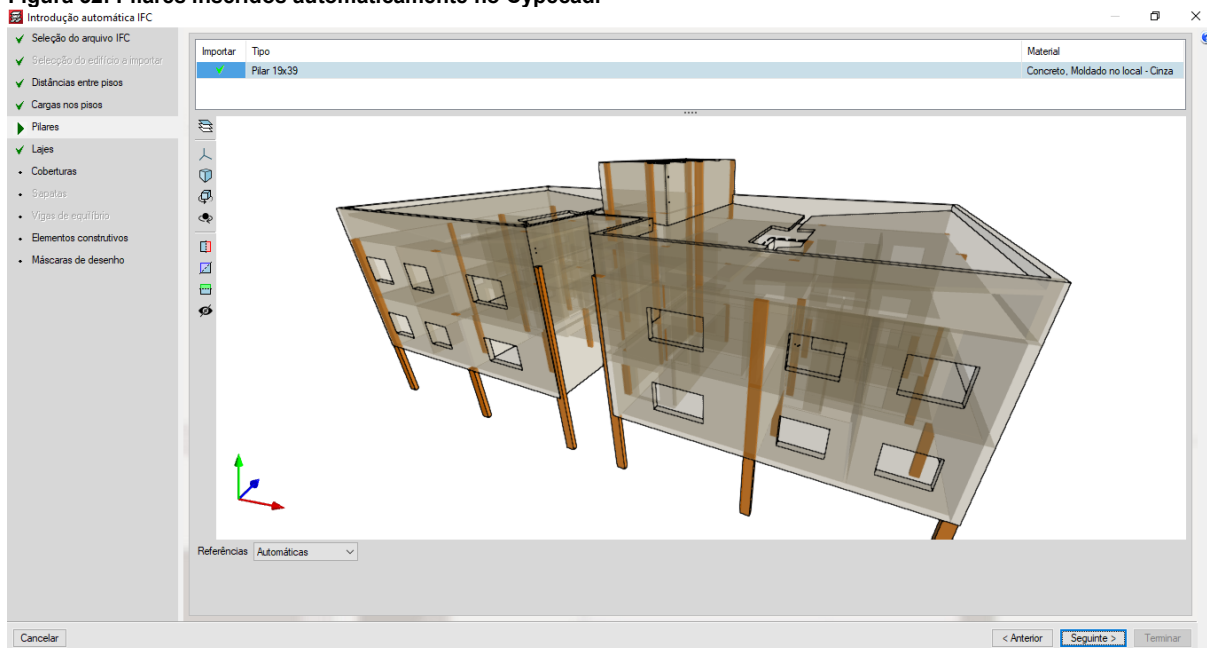 Figura 32: Pilares inseridos automaticamente no Cypecad.
Introdução automática IFC
Seleção do arquivo IFC
Selecção do edifício a importar
Distâncias entre pisos
Cargas nos pisos
Pilares
Lajes
Coberturas
Sapatas
Vigas de equilíbrio
Elementos construtivos
Máscaras de desenho
Importar Tipo Material
Pilar 19x39 Concreto, Moldado no local - Cinza
Referências Automáticas
Cancelar < Anterior Seguinte > Terminar